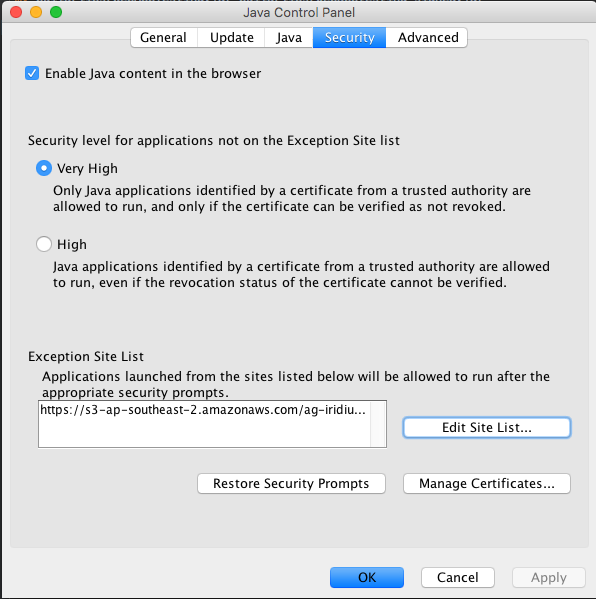 Java Control Panel
General Update Java Security Advanced
Enable Java content in the browser
Security level for applications not on the Exception Site list
Very High
Only Java applications identified by a certificate from a trusted authority are
allowed to run, and only if the certificate can be verified as not revoked.
High
Java applications identified by a certificate from a trusted authority are allowed
to run, even if the revocation status of the certificate cannot be verified.
Exception Site List
Applications launched from the sites listed below will be allowed to run after the
appropriate security prompts.
https://s3-ap-southeast-2.amazonaws.com/ag-iridiu...
Edit Site List...
Restore Security Prompts Manage Certificates...
OK Cancel Apply